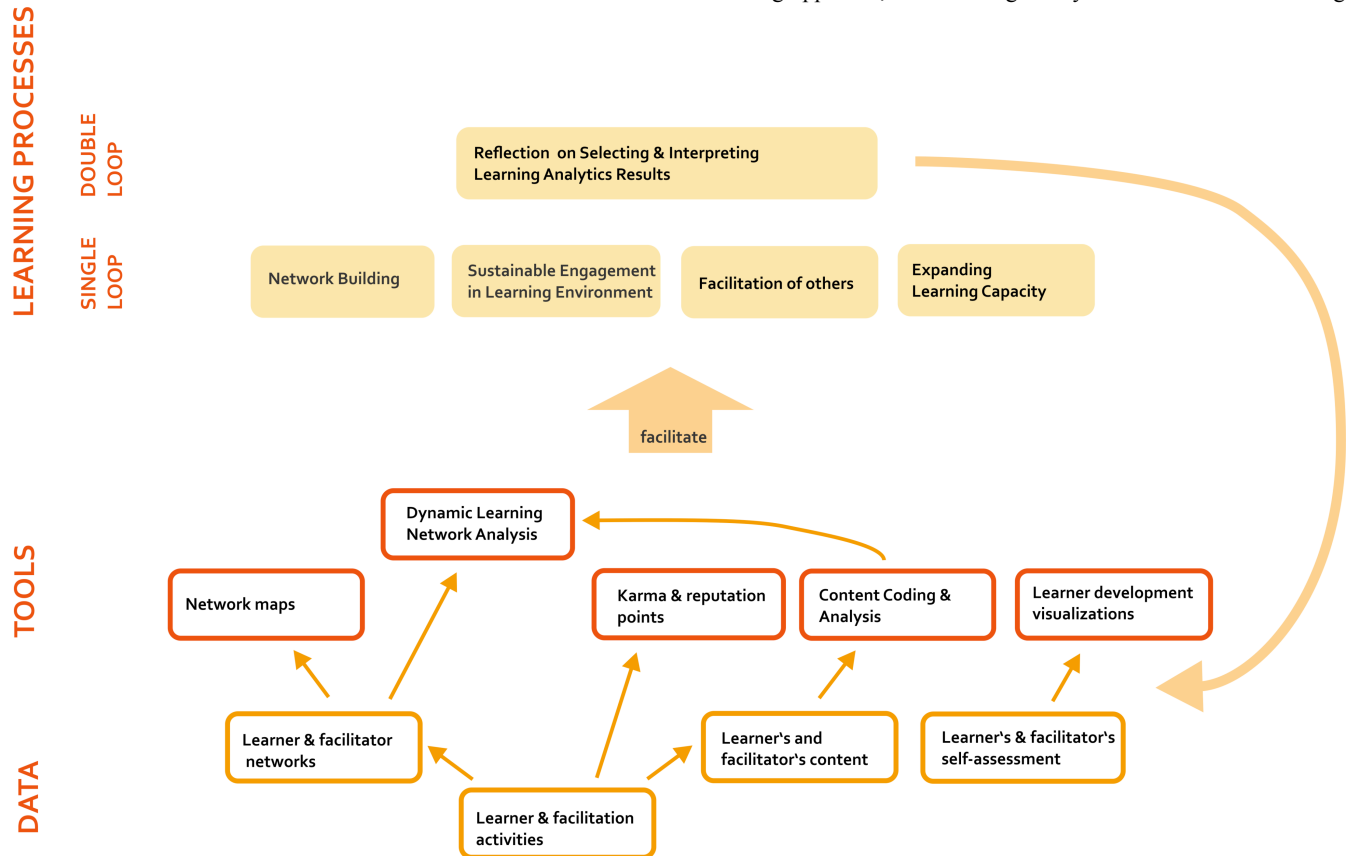 LEARNING PROCESSES
DOUBLE
LOOP
Reflection on Selecting & Interpreting
Learning Analytics Results
SINGLE
LOOP
Network Building
Sustainable Engagement
in Learning Environment
Facilitation of others
Expanding
Learning Capacity
facilitate
TOOLS
Dynamic Learning
Network Analysis
Network maps
Karma & reputation
points
Content Coding &
Analysis
Learner development
visualizations
DATA
Learner & facilitator
networks
Learner‘s and
facilitator‘s content
Learner‘s & facilitator‘s
self-assessment
Learner & facilitation
activities